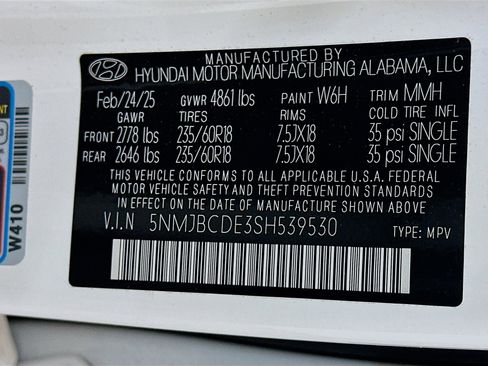 MANUFACTURED BY
HYUNDAI MOTOR MANUFACTURING ALABAMA, LLC
Feb/24/25 GVWR 4861 lbs PAINT W6H TRIM MMH
GAWR TIRES RIMS COLD TIRE INFL
FRONT 2778 lbs 235/60R18 7.5JX18 35 psi SINGLE
REAR 2646 lbs 235/60R18 7.5JX18 35 psi SINGLE
THIS VEHICLE CONFORMS TO ALL APPLICABLE U.S.A. FEDERAL
MOTOR VEHICLE SAFETY AND THEFT PREVENTION STANDARDS
IN EFFECT ON THE DATE OF MANUFACTURE SHOWN ABOVE.
V.I.N 5NMJBCDE3SH539530 TYPE: MPV
W410